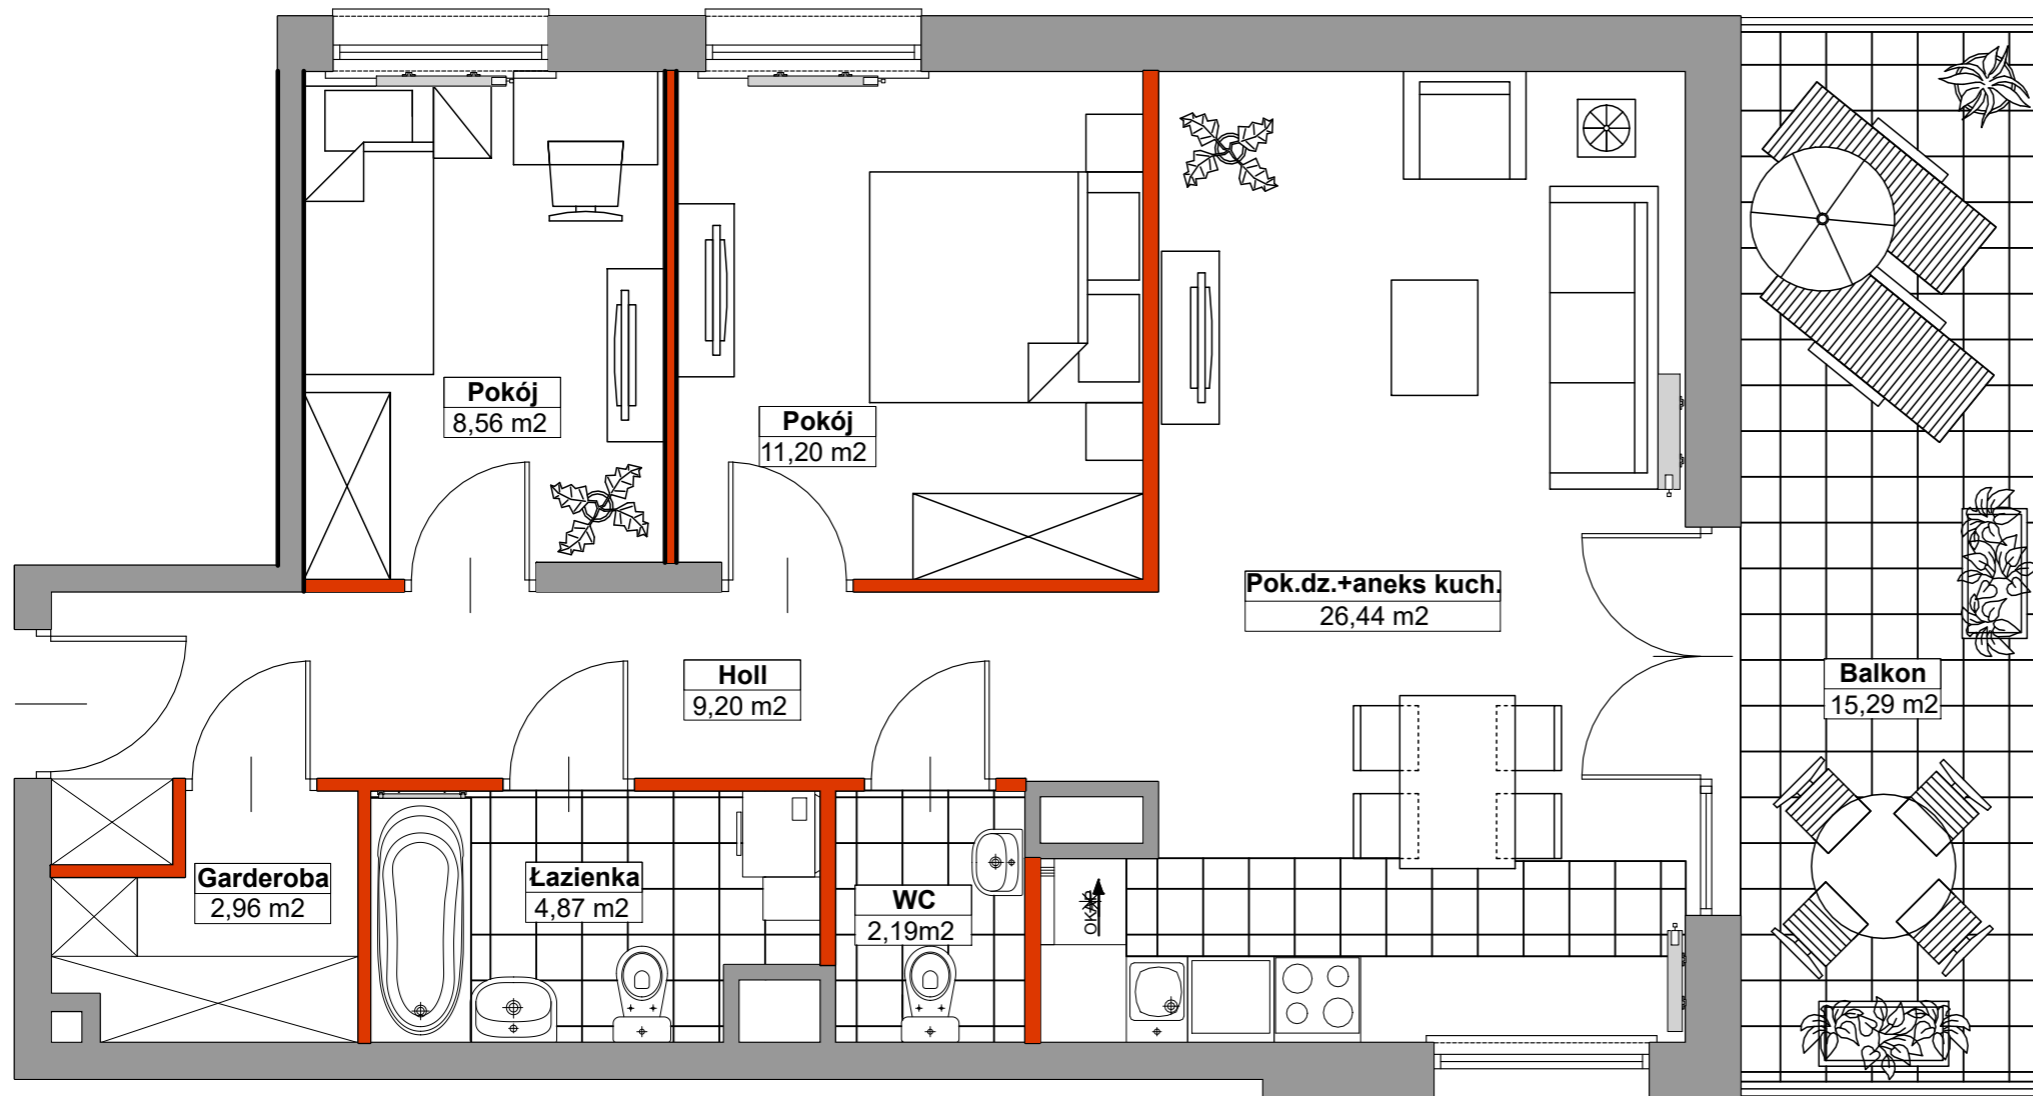 Pokój
8,56 m2
Pokój
11,20 m2
Pok.dz.+aneks kuch.
26,44 m2
Holl
9,20 m2
Balkon
15,29 m2
Garderoba
2,96 m2
Łazienka
4,87 m2
WC
2,19m2